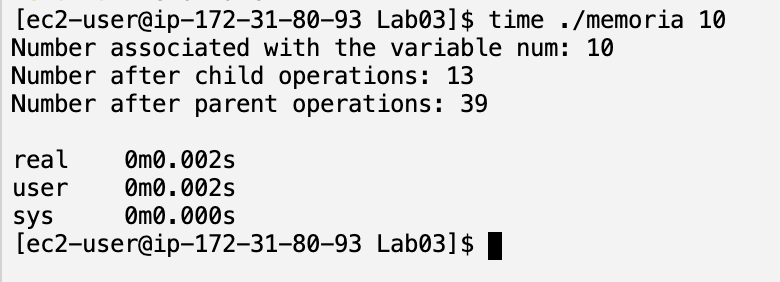 [ec2-user@ip-172-31-80-93 Lab03]$ time ./memoria 10
Number associated with the variable num: 10
Number after child operations: 13
Number after parent operations: 39
real    0m0.002s
user    0m0.002s
sys     0m0.000s
[ec2-user@ip-172-31-80-93 Lab03]$